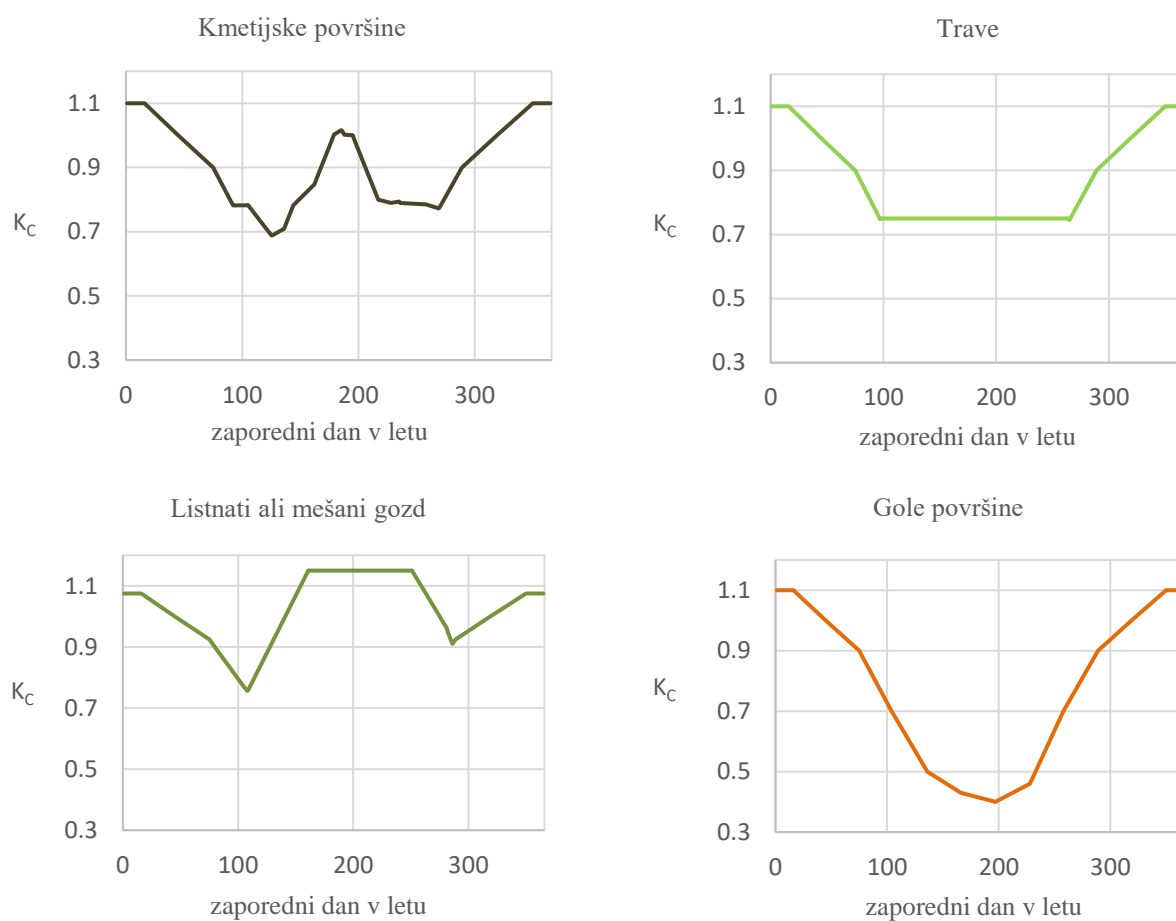 Kmetijske površine
1.1
0.9
K_C 0.7
0.5
0.3
0 100 200 300
zaporedni dan v letu
Trave
1.1
0.9
K_C 0.7
0.5
0.3
0 100 200 300
zaporedni dan v letu
Listnati ali mešani gozd
1.1
0.9
K_C 0.7
0.5
0.3
0 100 200 300
zaporedni dan v letu
Gole površine
1.1
0.9
K_C 0.7
0.5
0.3
0 100 200 300
zaporedni dan v letu